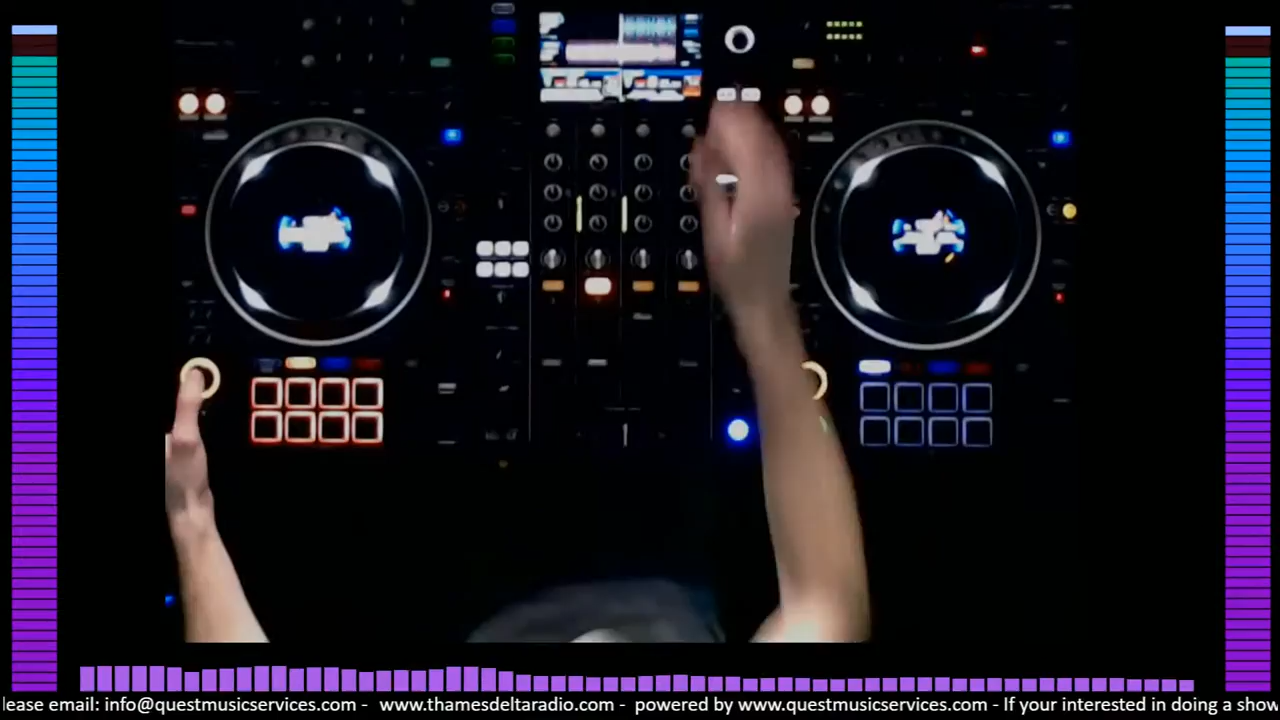 lease email: info@questmusicservices.com - www.thamesdeltaradio.com - powered by www.questmusicservices.com - If your interested in doing a show